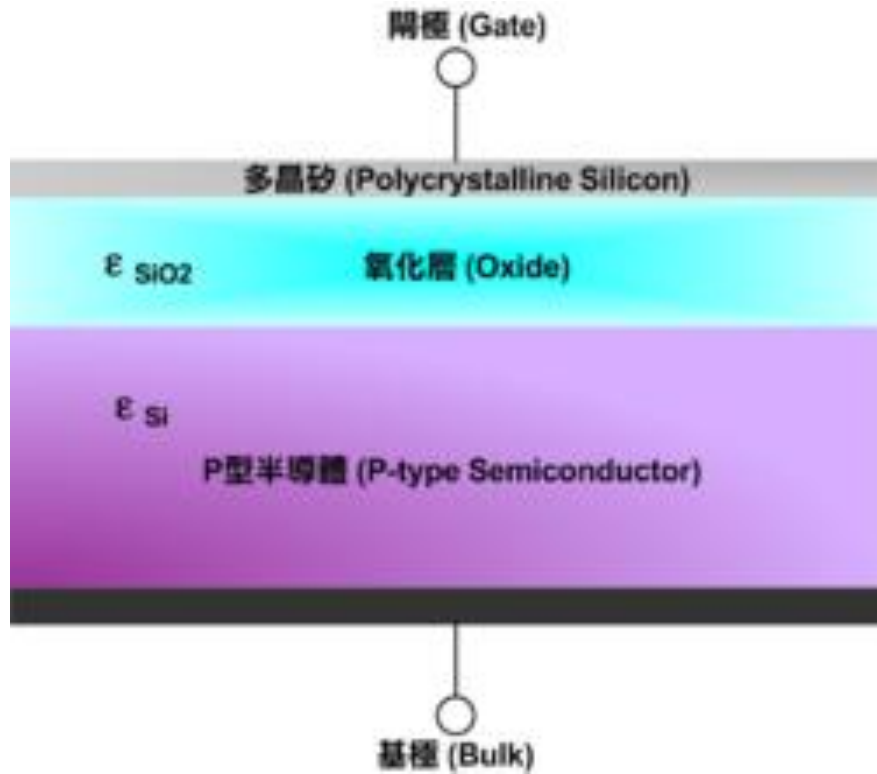 閘極 (Gate)
多晶矽 (Polycrystalline Silicon)
ε SiO2
氧化層 (Oxide)
ε Si
P型半導體 (P-type Semiconductor)
基極 (Bulk)